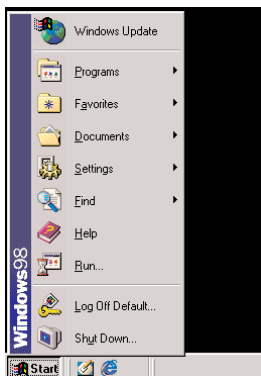 Windows Update
Programs
Favorites
Documents
Settings
Find
Help
Run...
Log Off Default...
Shut Down...
Windows98
Start